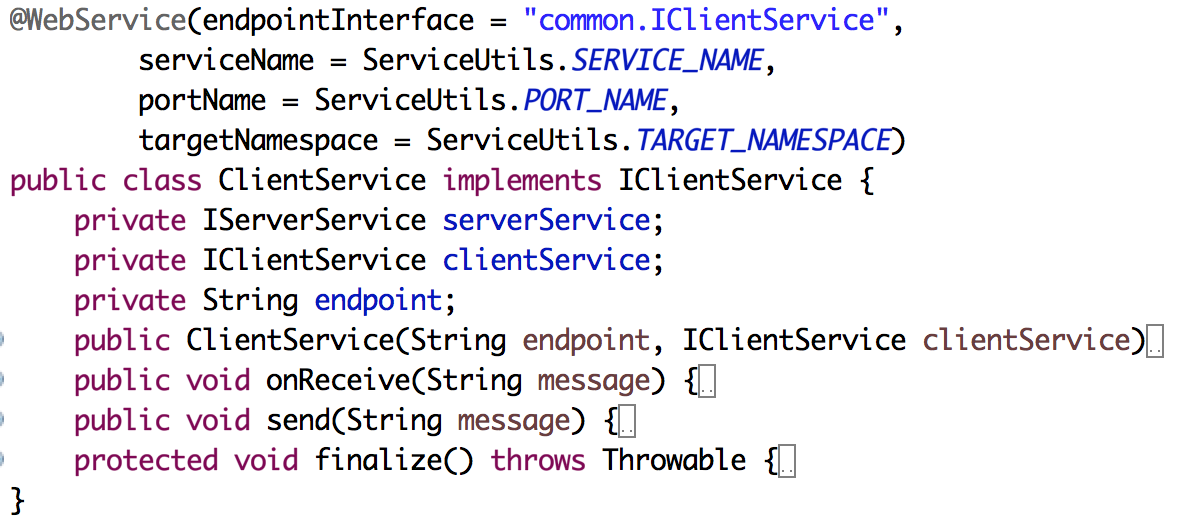 @WebService(endpointInterface = "common.IClientService",
serviceName = ServiceUtils.SERVICE_NAME,
portName = ServiceUtils.PORT_NAME,
targetNamespace = ServiceUtils.TARGET_NAMESPACE)
public class ClientService implements IClientService {
private IServerService serverService;
private IClientService clientService;
private String endpoint;
public ClientService(String endpoint, IClientService clientService)..
public void onReceive(String message) {..
public void send(String message) {..
protected void finalize() throws Throwable {..
}